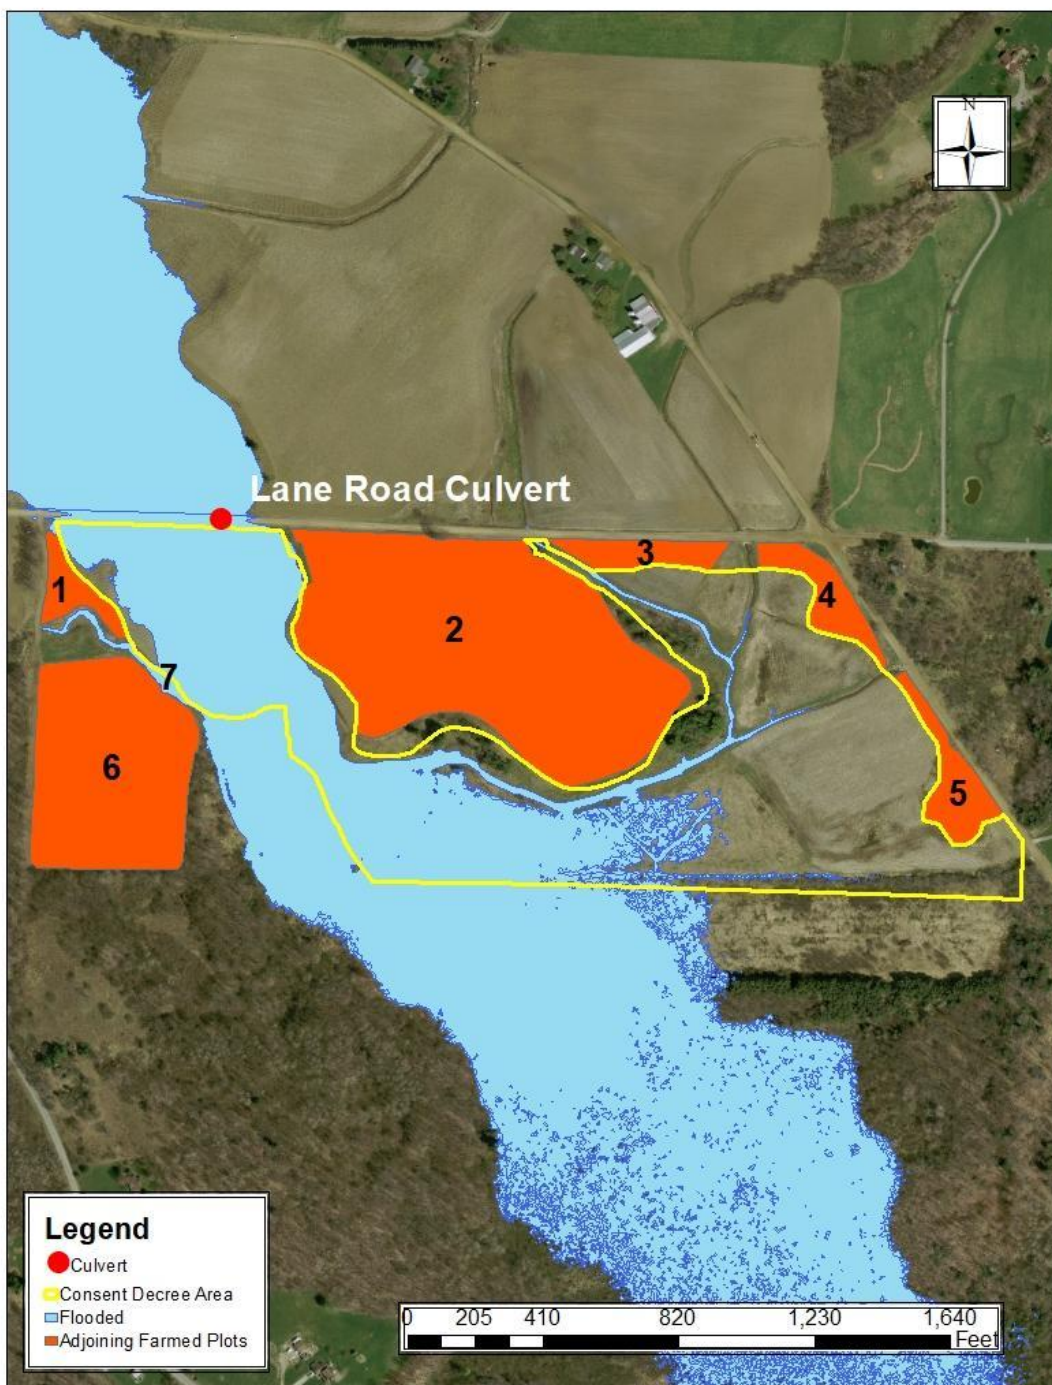 N
Lane Road Culvert
1
2
3
4
5
6
7
Legend
Culvert
Consent Decree Area
Flooded
Adjoining Farmed Plots
0 205 410 820 1,230 1,640
Feet